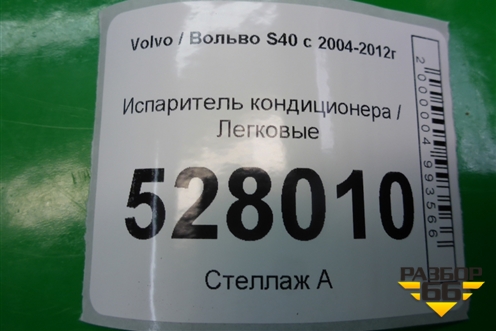 Volvo / Вольво S40 с 2004-2012г
Испаритель кондиционера /
Легковые
528010
Стеллаж А
2000004993566
РАЗБОР
66